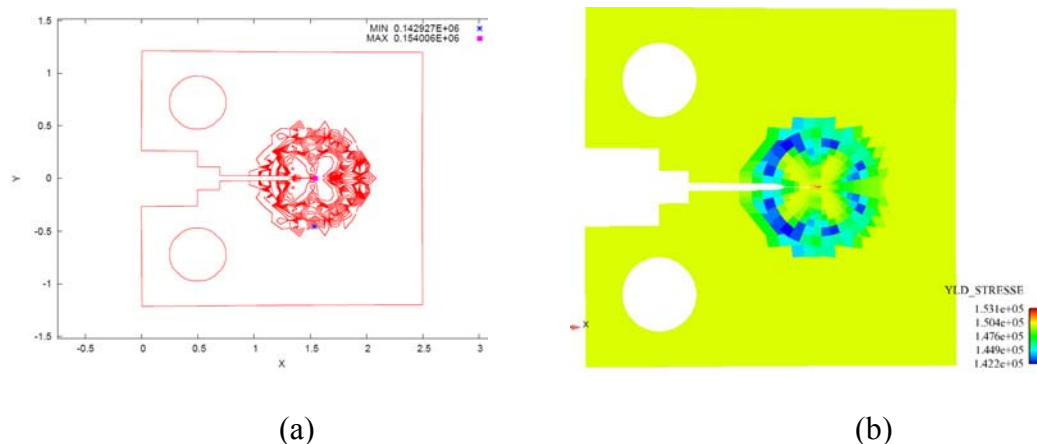 MIN 0.142927E+06
MAX 0.154006E+06
1.5
1
0.5
0
-0.5
-1
-1.5
Y
-0.5 0 0.5 1 1.5 2 2.5 3
X
X
YLD_STRESSE
1.531e+05
1.504e+05
1.476e+05
1.449e+05
1.422e+05
(a) (b)